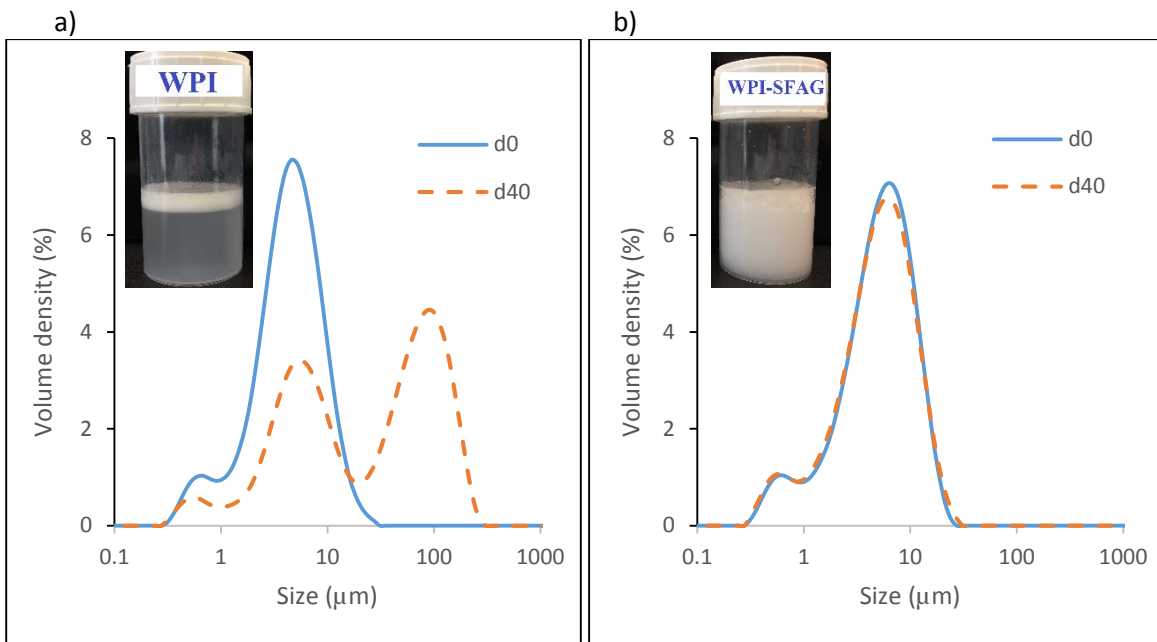 a)
WPI
d0
d40
8
6
4
2
0
Volume density (%)
0.1 1 10 100 1000
Size (μm)
b)
WPI-SFAG
d0
d40
8
6
4
2
0
Volume density (%)
0.1 1 10 100 1000
Size (μm)